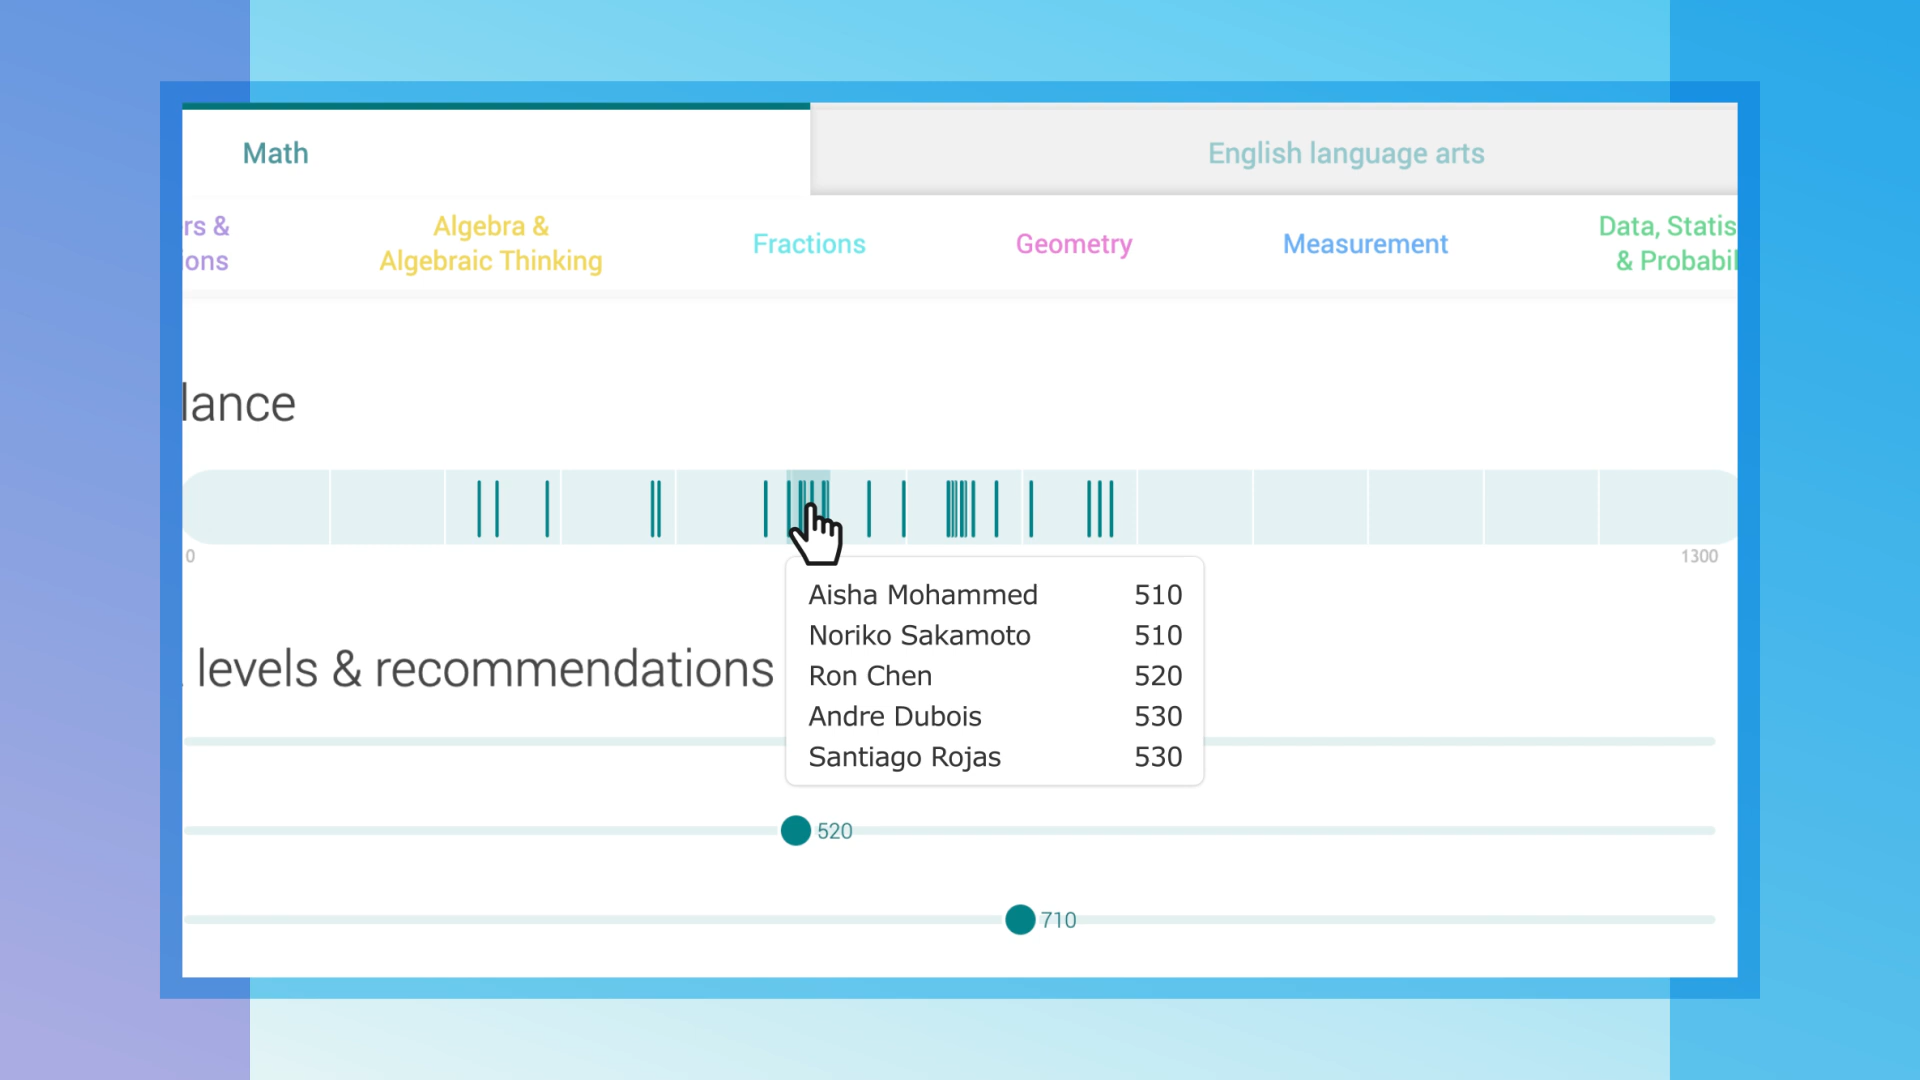 Math
English language arts
rs &
ions
Algebra &
Algebraic Thinking
Fractions
Geometry
Measurement
Data, Statis
& Probabil
lance
0
1300
Aisha Mohammed 510
Noriko Sakamoto 510
Ron Chen 520
Andre Dubois 530
Santiago Rojas 530
levels & recommendations
520
710